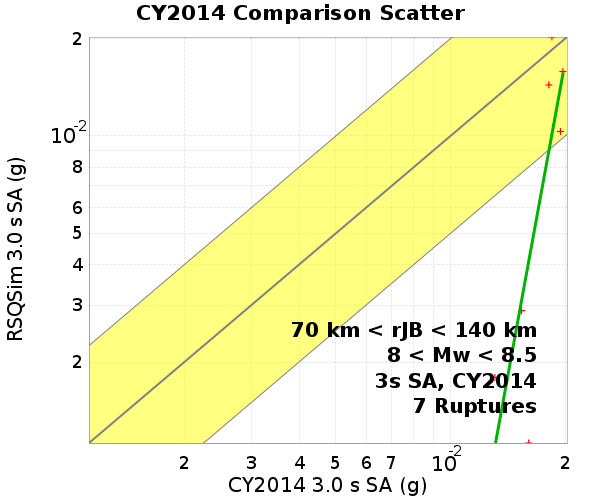 CY2014 Comparison Scatter
RSQSim 3.0 s SA (g)
2
10-2
8
6
5
4
3
2
70 km < rJB < 140 km
8 < Mw < 8.5
3s SA, CY2014
7 Ruptures
2 3 4 5 6 7 10-2 2
CY2014 3.0 s SA (g)